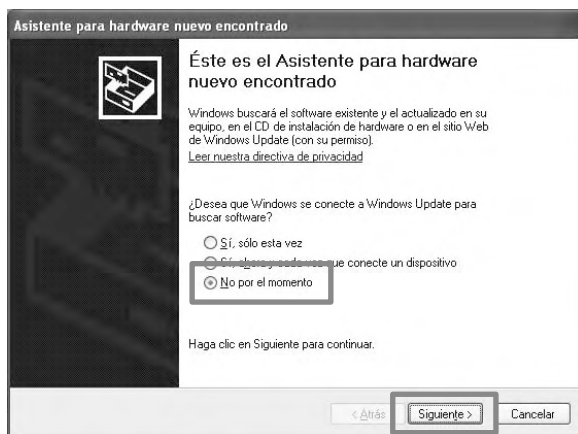 Asistente para hardware nuevo encontrado
Éste es el Asistente para hardware
nuevo encontrado
Windows buscará el software existente y el actualizado en su
equipo, en el CD de instalación de hardware o en el sitio Web
de Windows Update (con su permiso).
Leer nuestra directiva de privacidad
¿Desea que Windows se conecte a Windows Update para
buscar software?
Sí, sólo esta vez
Sí, ahora y cada vez que conecte un dispositivo
No por el momento
Haga clic en Siguiente para continuar.
< Atrás Siguiente > Cancelar